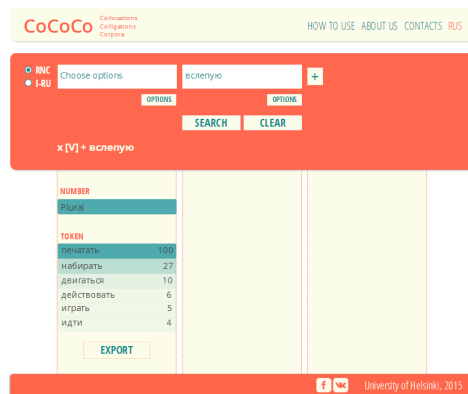 CoCoCo
Collocations
Colligations
Corpora
HOW TO USE ABOUT US CONTACTS RUS
RNC
I-RU
Choose options
вслепую
+
OPTIONS
OPTIONS
SEARCH CLEAR
x [V] + вслепую
NUMBER
Plural
TOKEN
печатать 100
набирать 27
двигаться 10
действовать 6
играть 5
идти 4
EXPORT
University of Helsinki, 2015